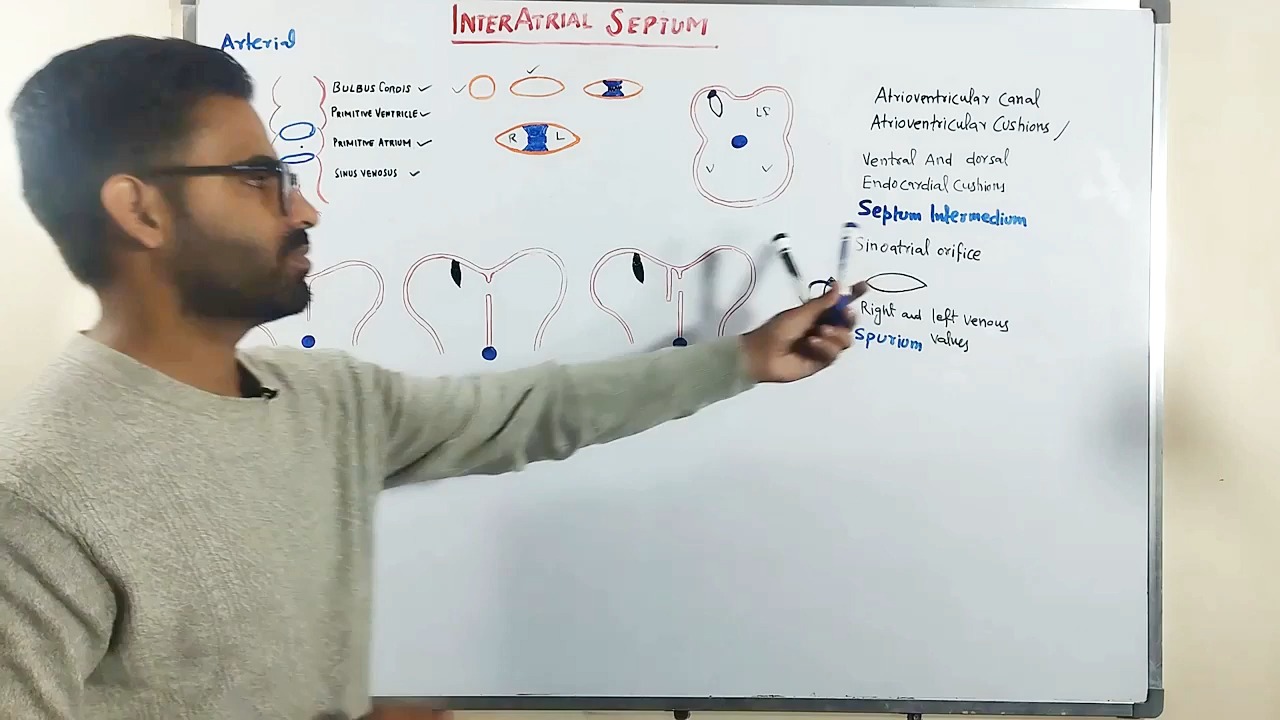 INTERATRIAL SEPTUM
Arterial
BULBUS CORDIS
PRIMITIVE VENTRICLE
PRIMITIVE ATRIUM
SINUS VENOSUS
R L
Atrioventricular Canal
Atrioventricular Cushions
Ventral And dorsal
Endocardial Cushions
Septum Intermedium
Sinoatrial orifice
Right and left venous
Spurium valves